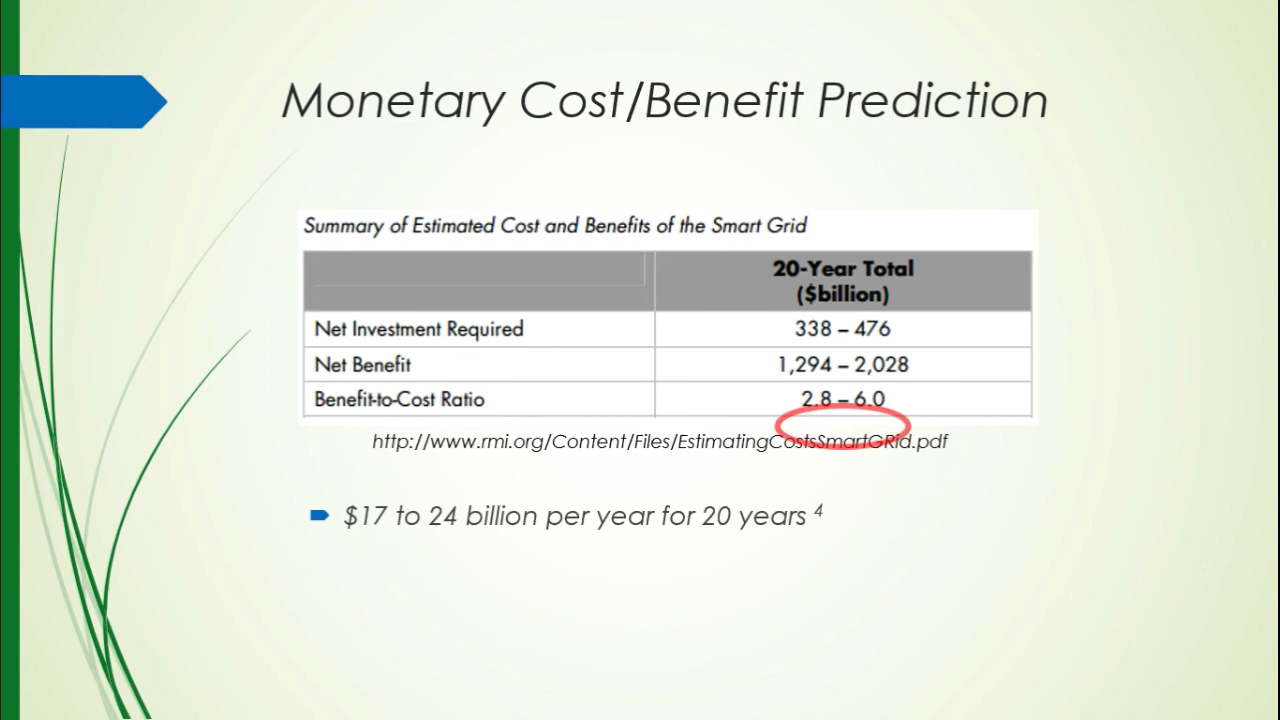 Monetary Cost/Benefit Prediction
Summary of Estimated Cost and Benefits of the Smart Grid
20-Year Total
($billion)
Net Investment Required 338 – 476
Net Benefit 1,294 – 2,028
Benefit-to-Cost Ratio 2.8 – 6.0
http://www.rmi.org/Content/Files/EstimatingCostsSmartGRid.pdf
$17 to 24 billion per year for 20 years 4